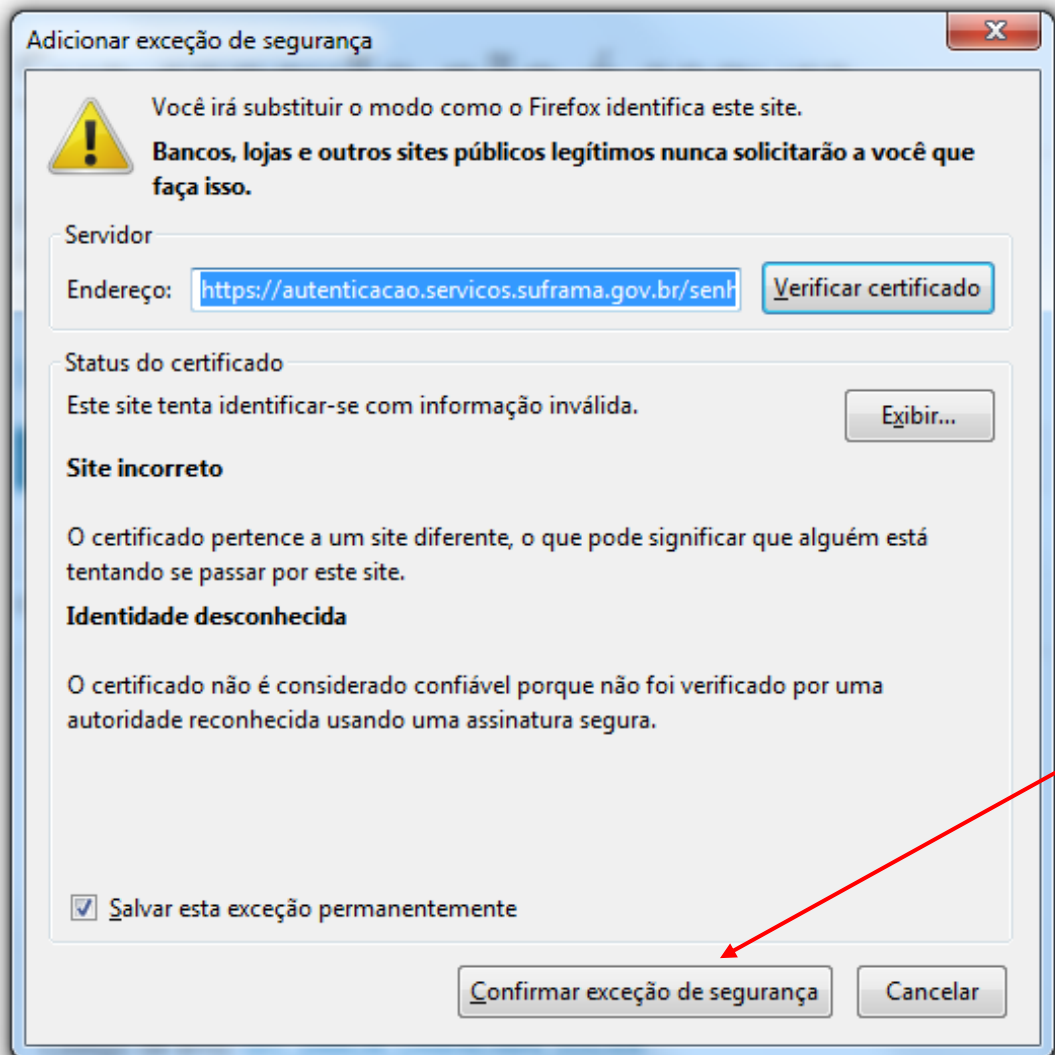 Adicionar exceção de segurança
Você irá substituir o modo como o Firefox identifica este site.
Bancos, lojas e outros sites públicos legítimos nunca solicitarão a você que
faça isso.
Servidor
Endereço: https://autenticacao.servicos.suframa.gov.br/senh Verificar certificado
Status do certificado
Este site tenta identificar-se com informação inválida. Exibir...
Site incorreto
O certificado pertence a um site diferente, o que pode significar que alguém está
tentando se passar por este site.
Identidade desconhecida
O certificado não é considerado confiável porque não foi verificado por uma
autoridade reconhecida usando uma assinatura segura.
Salvar esta exceção permanentemente
Confirmar exceção de segurança Cancelar